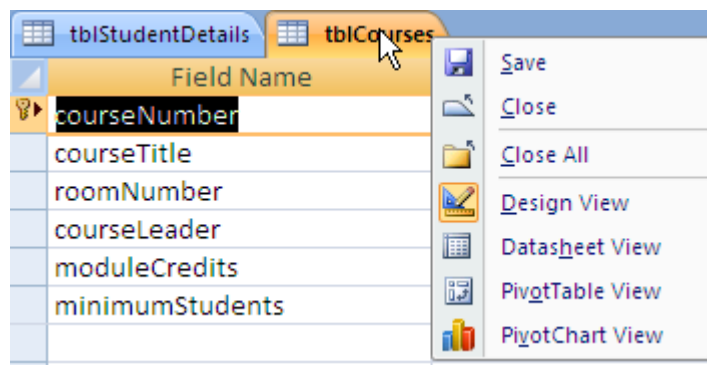 tblStudentDetails
tblCourses
Field Name
courseNumber
courseTitle
roomNumber
courseLeader
moduleCredits
minimumStudents
Save
Close
Close All
Design View
Datasheet View
PivotTable View
PivotChart View